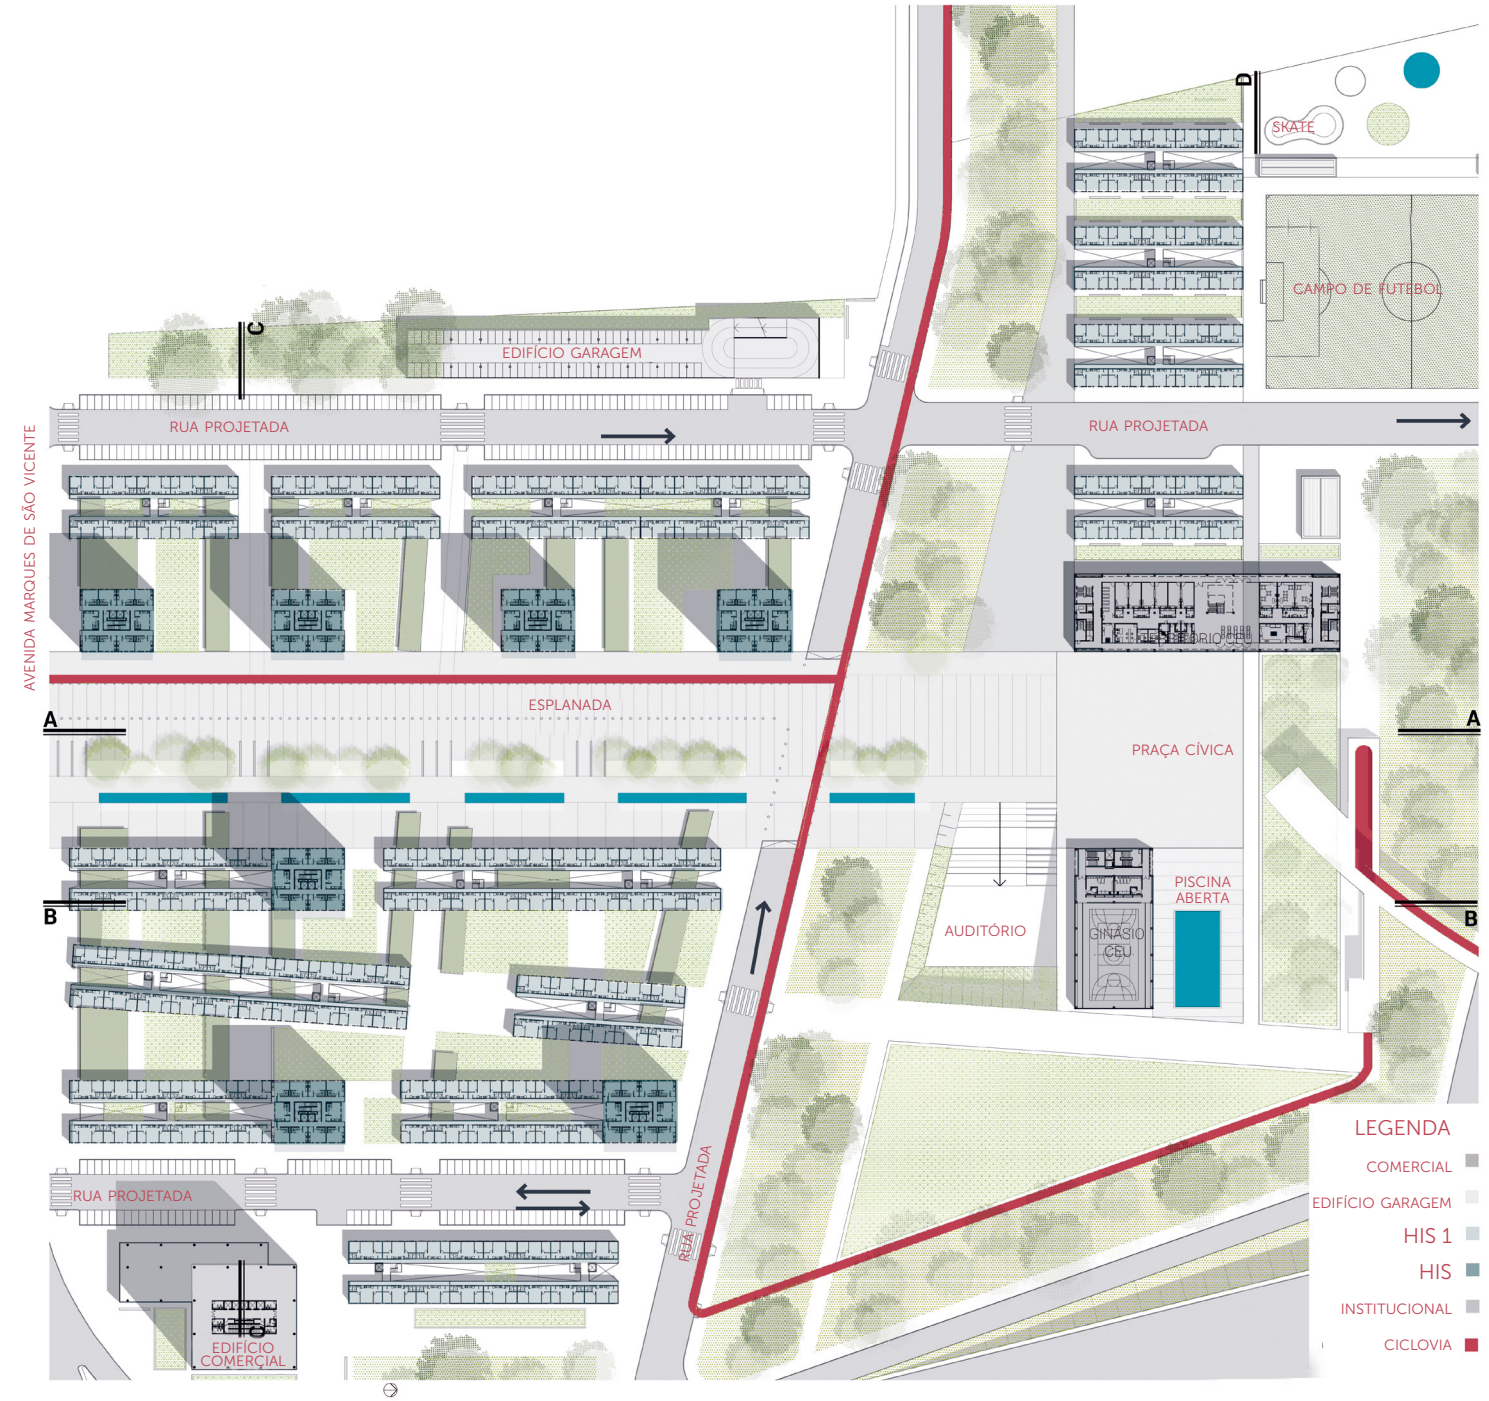 D
SKATE
CAMPO DE FUTEBOL
C
EDIFÍCIO GARAGEM
RUA PROJETADA
RUA PROJETADA
AVENIDA MARQUES DE SÃO VICENTE
ESPLANADA
A
A
PRAÇA CÍVICA
PISCINA
ABERTA
B
B
AUDITÓRIO
GINÁSIO
CEU
RUA PROJETADA
RUA PROJETADA
C
EDIFÍCIO
COMERCIAL
LEGENDA
COMERCIAL
EDIFÍCIO GARAGEM
HIS 1
HIS
INSTITUCIONAL
CICLOVIA